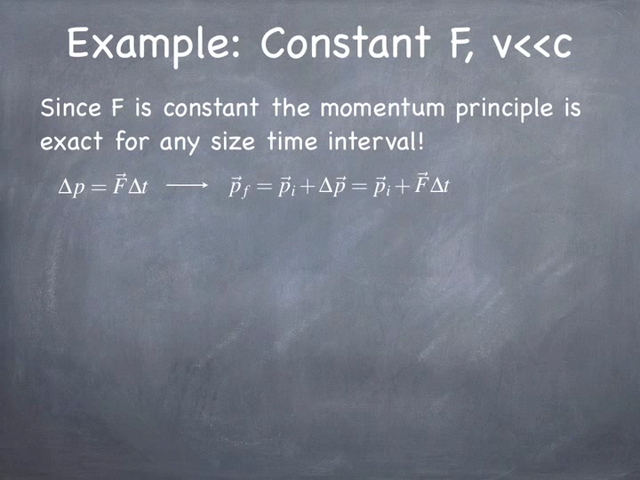 Example: Constant F, v<<c
Since F is constant the momentum principle is
exact for any size time interval!
Δp = F⃗Δt ⟶ p⃗_f = p⃗_i + Δp⃗ = p⃗_i + F⃗Δt